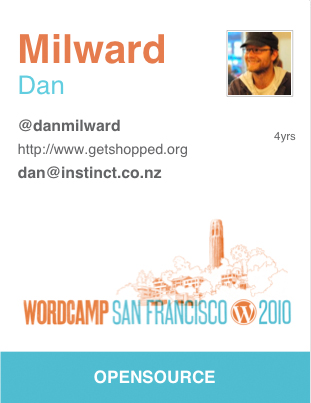 Milward
Dan
@danmilward
4yrs
http://www.getshopped.org
dan@instinct.co.nz
WORDCAMP SAN FRANCISCO 2010
OPENSOURCE